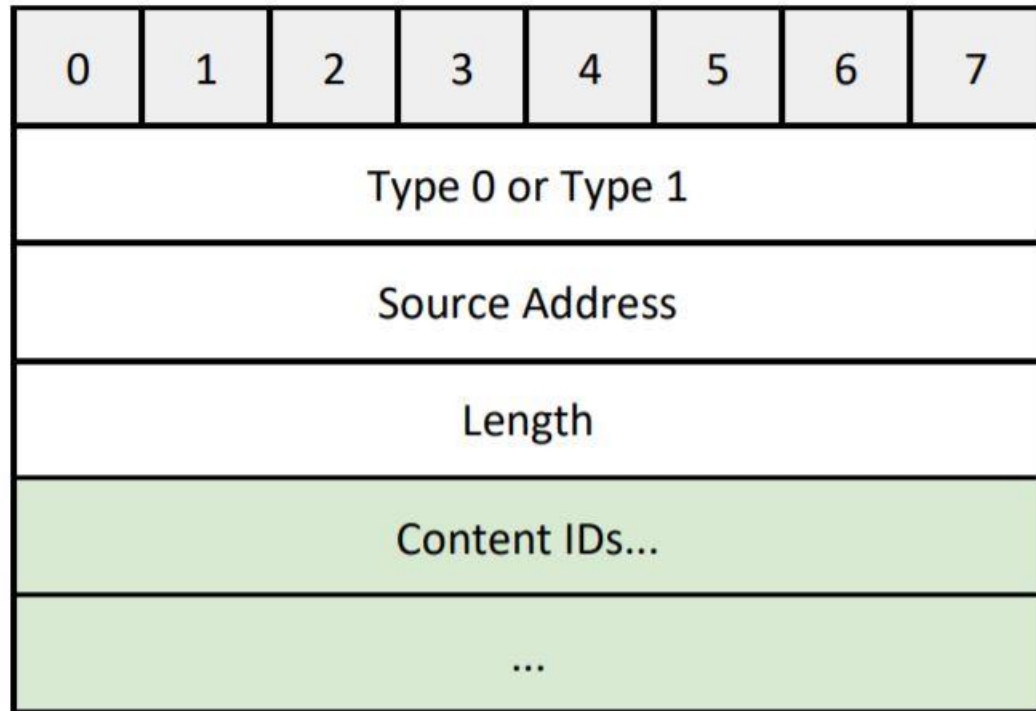 0 1 2 3 4 5 6 7
Type 0 or Type 1
Source Address
Length
Content IDs...
...